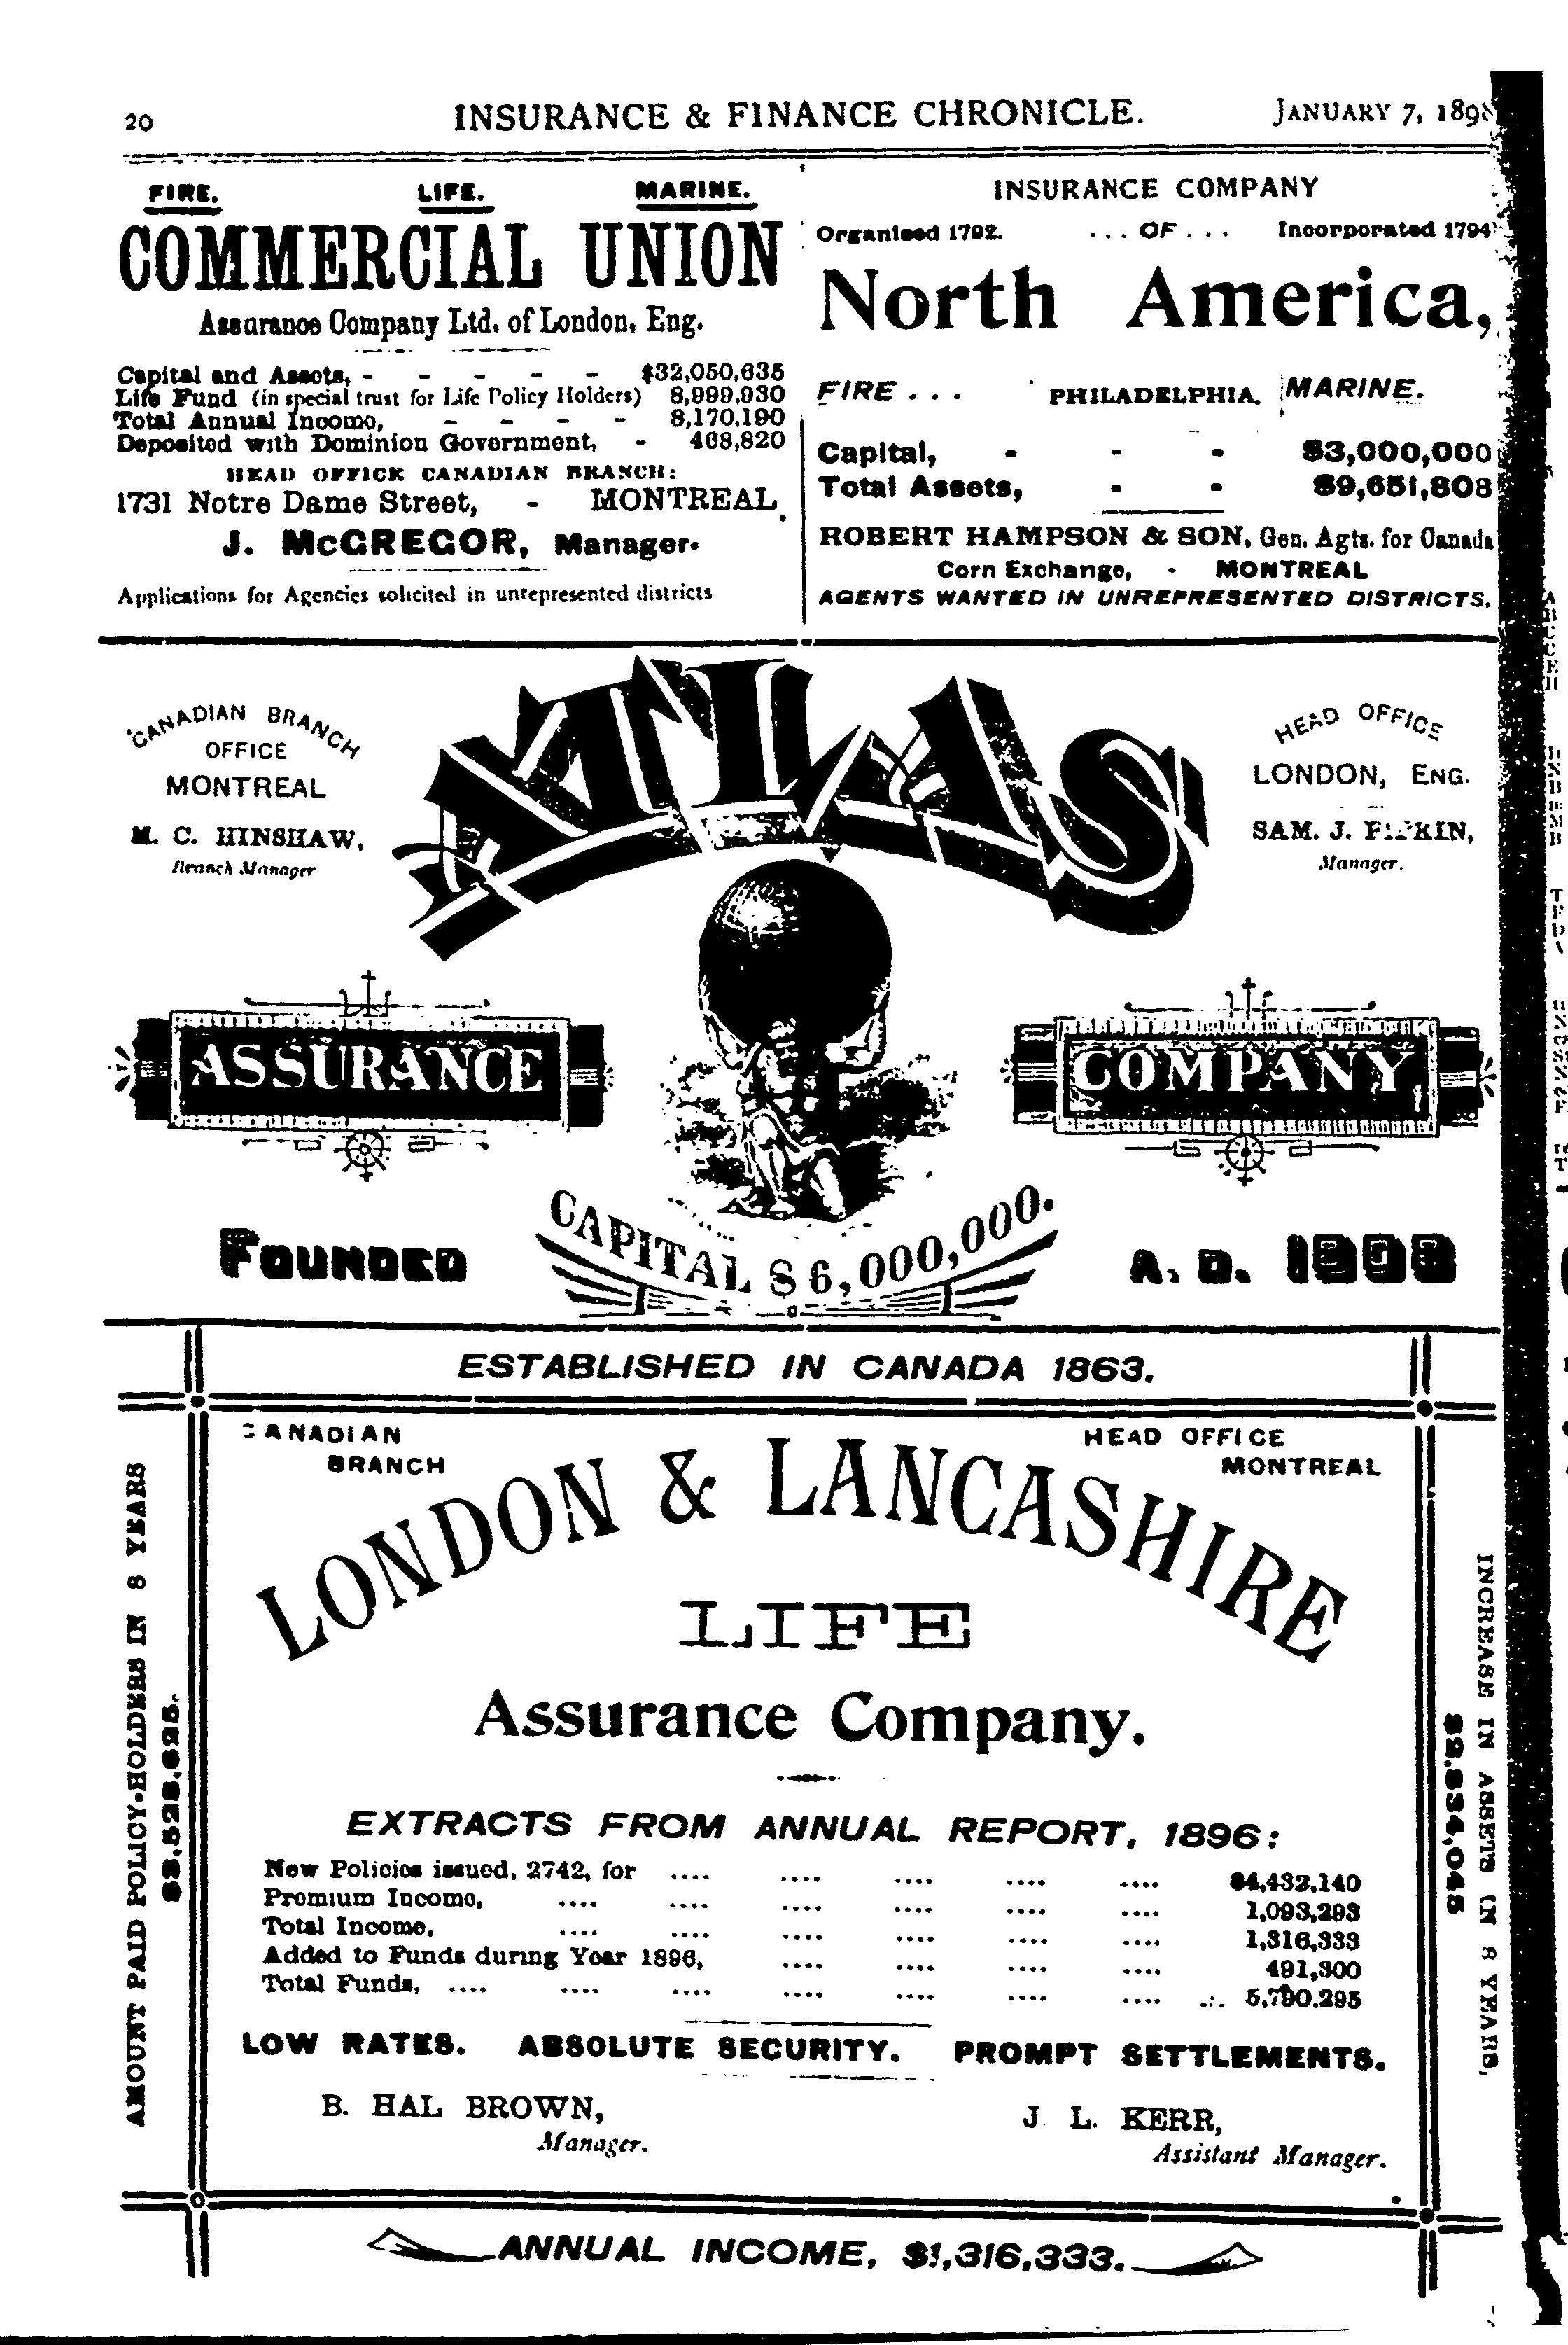 20 INSURANCE & FINANCE CHRONICLE. JANUARY 7, 1898
FIRE. LIFE. MARINE.
COMMERCIAL UNION
Assurance Company Ltd. of London, Eng.
Capital and Assets, - - - - - $32,050,635
Life Fund (in special trust for Life Policy Holders) 8,999,930
Total Annual Income, - - - - 8,170,190
Deposited with Dominion Government, - 468,820
HEAD OFFICE CANADIAN BRANCH:
1731 Notre Dame Street, - MONTREAL.
J. McGREGOR, Manager.
Applications for Agencies solicited in unrepresented districts
INSURANCE COMPANY
Organised 1792. ... OF ... Incorporated 1794
North America,
FIRE . . . PHILADELPHIA. MARINE.
Capital, - - - $3,000,000
Total Assets, - - $9,651,808
ROBERT HAMPSON & SON, Gen. Agts. for Canada
Corn Exchange, - MONTREAL
AGENTS WANTED IN UNREPRESENTED DISTRICTS.
CANADIAN BRANCH
OFFICE
MONTREAL
M. C. HINSHAW,
Branch Manager
ATLAS
HEAD OFFICE
LONDON, ENG.
SAM. J. PIPKIN,
Manager.
ASSURANCE COMPANY
CAPITAL $6,000,000.
FOUNDED A. D. 1808
ESTABLISHED IN CANADA 1863.
CANADIAN
BRANCH
HEAD OFFICE
MONTREAL
LONDON & LANCASHIRE
LIFE
Assurance Company.
EXTRACTS FROM ANNUAL REPORT, 1896:
New Policies issued, 2742, for .... .... .... .... .... $4,432,140
Premium Income, .... .... .... .... .... .... 1,093,293
Total Income, .... .... .... .... .... .... 1,316,333
Added to Funds during Year 1896, .... .... .... .... 491,300
Total Funds, .... .... .... .... .... .... .... ... 5,790.295
LOW RATES. ABSOLUTE SECURITY. PROMPT SETTLEMENTS.
B. HAL BROWN,
Manager.
J. L. KERR,
Assistant Manager.
ANNUAL INCOME, $1,316,333.
AMOUNT PAID POLICY-HOLDERS IN 8 YEARS
$3,528,625.
INCREASE IN ASSETS IN 8 YEARS,
$2,834,045